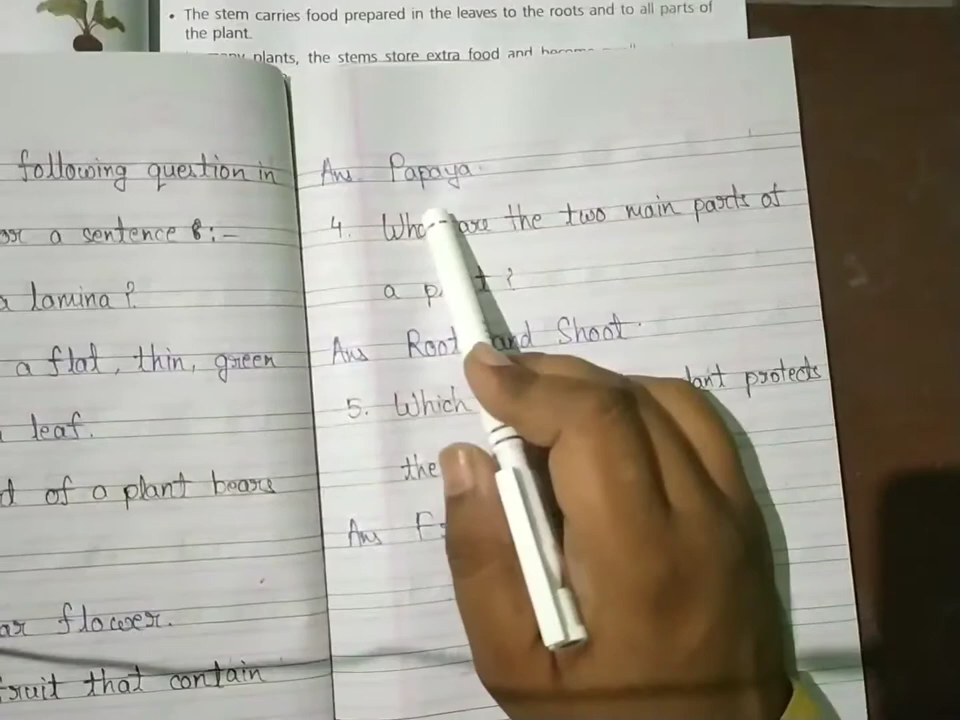 • The stem carries food prepared in the leaves to the roots and to all parts of
the plant.
plants, the stems store extra food and
following question in
or a sentence :-
a lamina ?
a flat, thin, green
leaf.
of a plant bears
flower.
fruit that contain
Ans Papaya.
4. are the two main parts of
a ?
Ans Root and Shoot.
5. Which protects
the
Ans